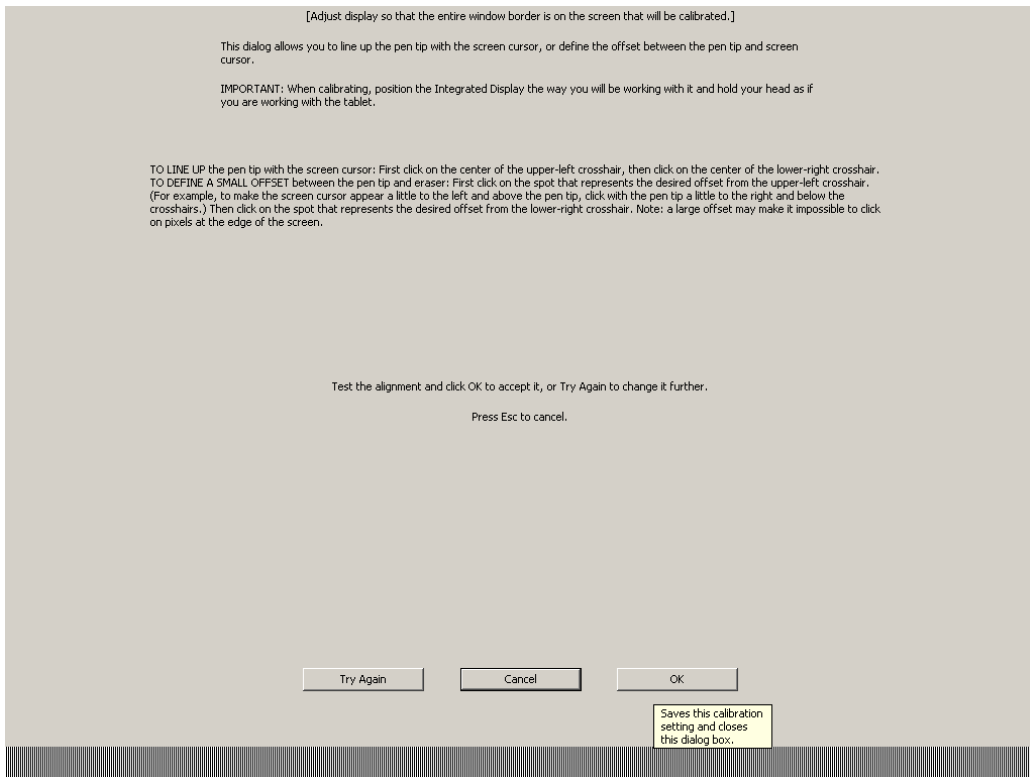 [Adjust display so that the entire window border is on the screen that will be calibrated.]
This dialog allows you to line up the pen tip with the screen cursor, or define the offset between the pen tip and screen
cursor.
IMPORTANT: When calibrating, position the Integrated Display the way you will be working with it and hold your head as if
you are working with the tablet.
TO LINE UP the pen tip with the screen cursor: First click on the center of the upper-left crosshair, then click on the center of the lower-right crosshair.
TO DEFINE A SMALL OFFSET between the pen tip and eraser: First click on the spot that represents the desired offset from the upper-left crosshair.
(For example, to make the screen cursor appear a little to the left and above the pen tip, click with the pen tip a little to the right and below the
crosshairs.) Then click on the spot that represents the desired offset from the lower-right crosshair. Note: a large offset may make it impossible to click
on pixels at the edge of the screen.
Test the alignment and click OK to accept it, or Try Again to change it further.
Press Esc to cancel.
Try Again
Cancel
OK
Saves this calibration
setting and closes
this dialog box.